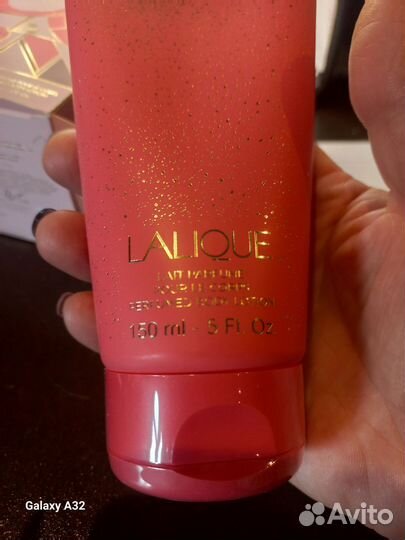 LALIQUE
LAIT PARFUMÉ
POUR LE CORPS
PERFUMED BODY LOTION
150 ml - 5 Fl. Oz.
Galaxy A32
Avito